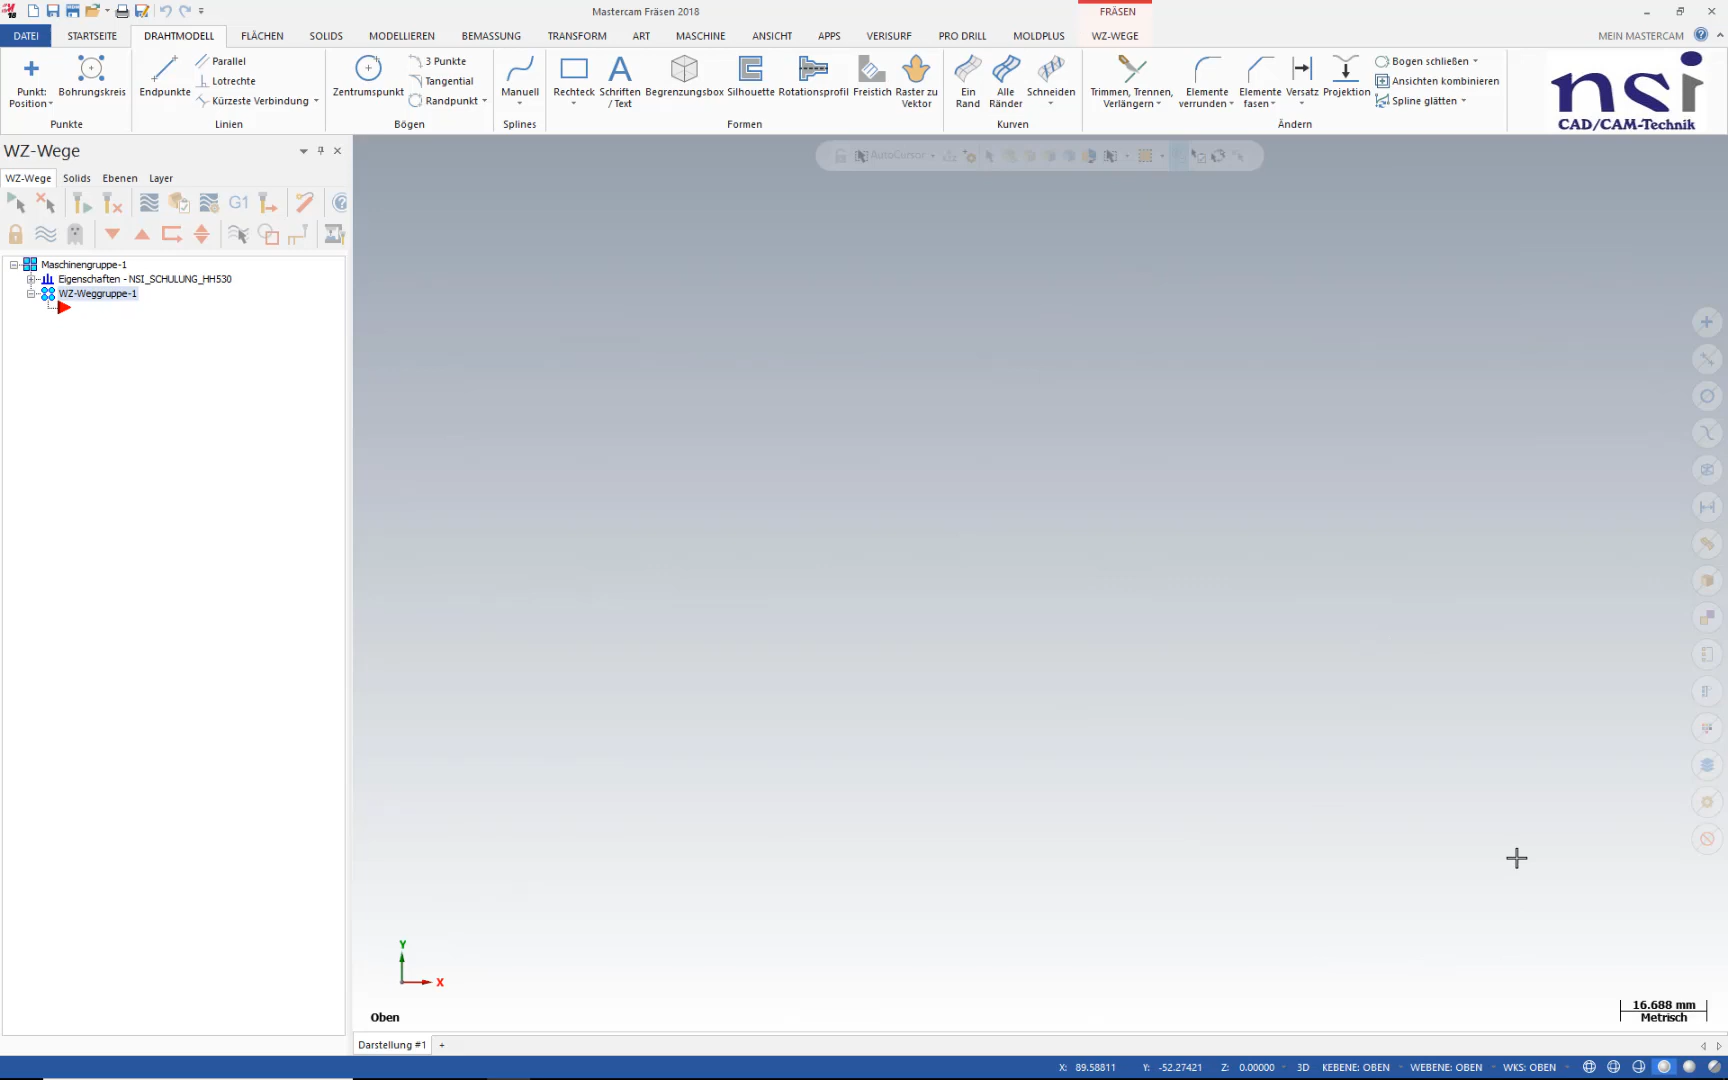 Mastercam Fräsen 2018
FRÄSEN
DATEI STARTSEITE DRAHTMODELL FLÄCHEN SOLIDS MODELLIEREN BEMASSUNG TRANSFORM ART MASCHINE ANSICHT APPS VERISURF PRO DRILL MOLDPLUS WZ-WEGE MEIN MASTERCAM
Punkt: Position
Bohrungskreis
Punkte
Endpunkte
Parallel
Lotrechte
Kürzeste Verbindung
Linien
Zentrumspunkt
3 Punkte
Tangential
Randpunkt
Bögen
Manuell
Splines
Rechteck
Schriften / Text
Begrenzungsbox
Silhouette
Rotationsprofil
Freistich
Raster zu Vektor
Formen
Ein Rand
Alle Ränder
Schneiden
Kurven
Trimmen, Trennen, Verlängern
Elemente verrunden
Elemente fasen
Versatz
Projektion
Bogen schließen
Ansichten kombinieren
Spline glätten
Ändern
nsi
CAD/CAM-Technik
WZ-Wege
WZ-Wege Solids Ebenen Layer
G1
AutoCursor
Maschinengruppe-1
Eigenschaften - NSI_SCHULUNG_HH530
WZ-Weggruppe-1
Y
X
Oben
16.688 mm
Metrisch
Darstellung #1 +
X: 89.58811 Y: -52.27421 Z: 0.00000 3D KEBENE: OBEN WEBENE: OBEN WKS: OBEN